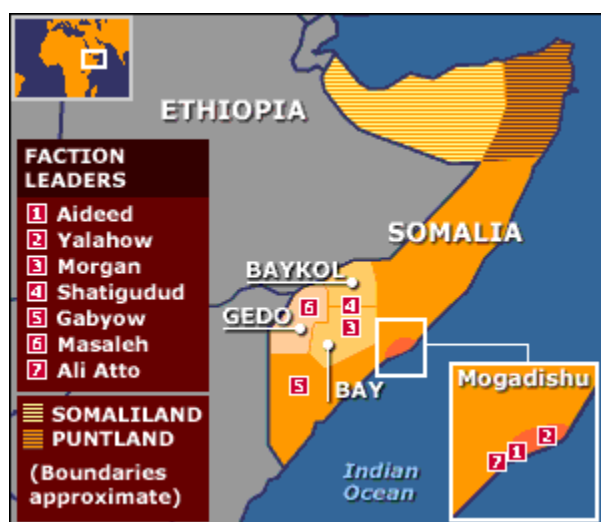 ETHIOPIA
FACTION
LEADERS
1 Aideed
2 Yalahow
3 Morgan
4 Shatigudud
5 Gabyow
6 Masaleh
7 Ali Atto
SOMALILAND
PUNTLAND
(Boundaries
approximate)
SOMALIA
BAYKOL
6
4
GEDO
3
5
BAY
Mogadishu
2
1
7
Indian
Ocean